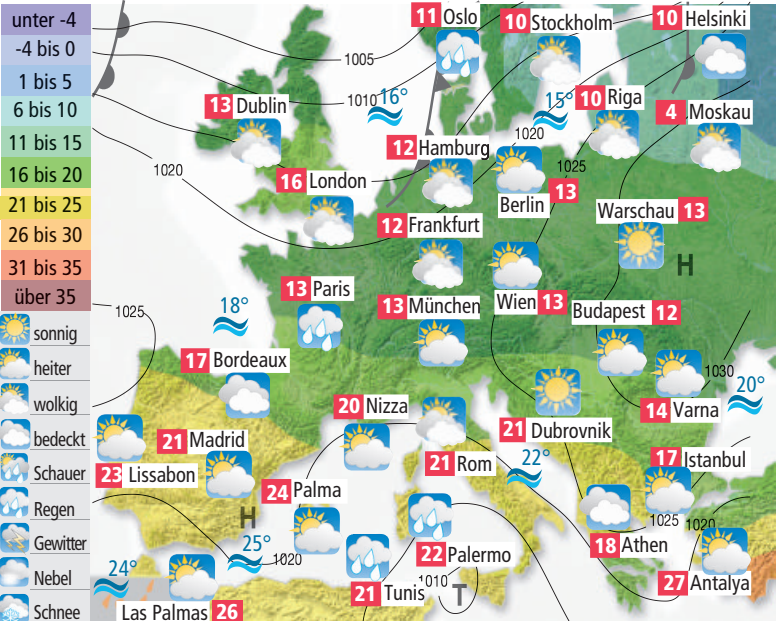 unter -4
-4 bis 0
1 bis 5
6 bis 10
11 bis 15
16 bis 20
21 bis 25
26 bis 30
31 bis 35
über 35
sonnig
heiter
wolkig
bedeckt
Schauer
Regen
Gewitter
Nebel
Schnee
11 Oslo
10 Stockholm
10 Helsinki
1005
1010
16°
15°
13 Dublin
10 Riga
4 Moskau
12 Hamburg
1020
1025
1020
16 London
Berlin 13
Warschau 13
12 Frankfurt
H
13 Paris
13 München
Wien 13
Budapest 12
1025
18°
17 Bordeaux
1030
20°
14 Varna
20 Nizza
21 Dubrovnik
21 Madrid
23 Lissabon
21 Rom
22°
17 Istanbul
24 Palma
H
25°
1020
1025
1020
18 Athen
22 Palermo
24°
21 Tunis
1010
T
27 Antalya
Las Palmas 26